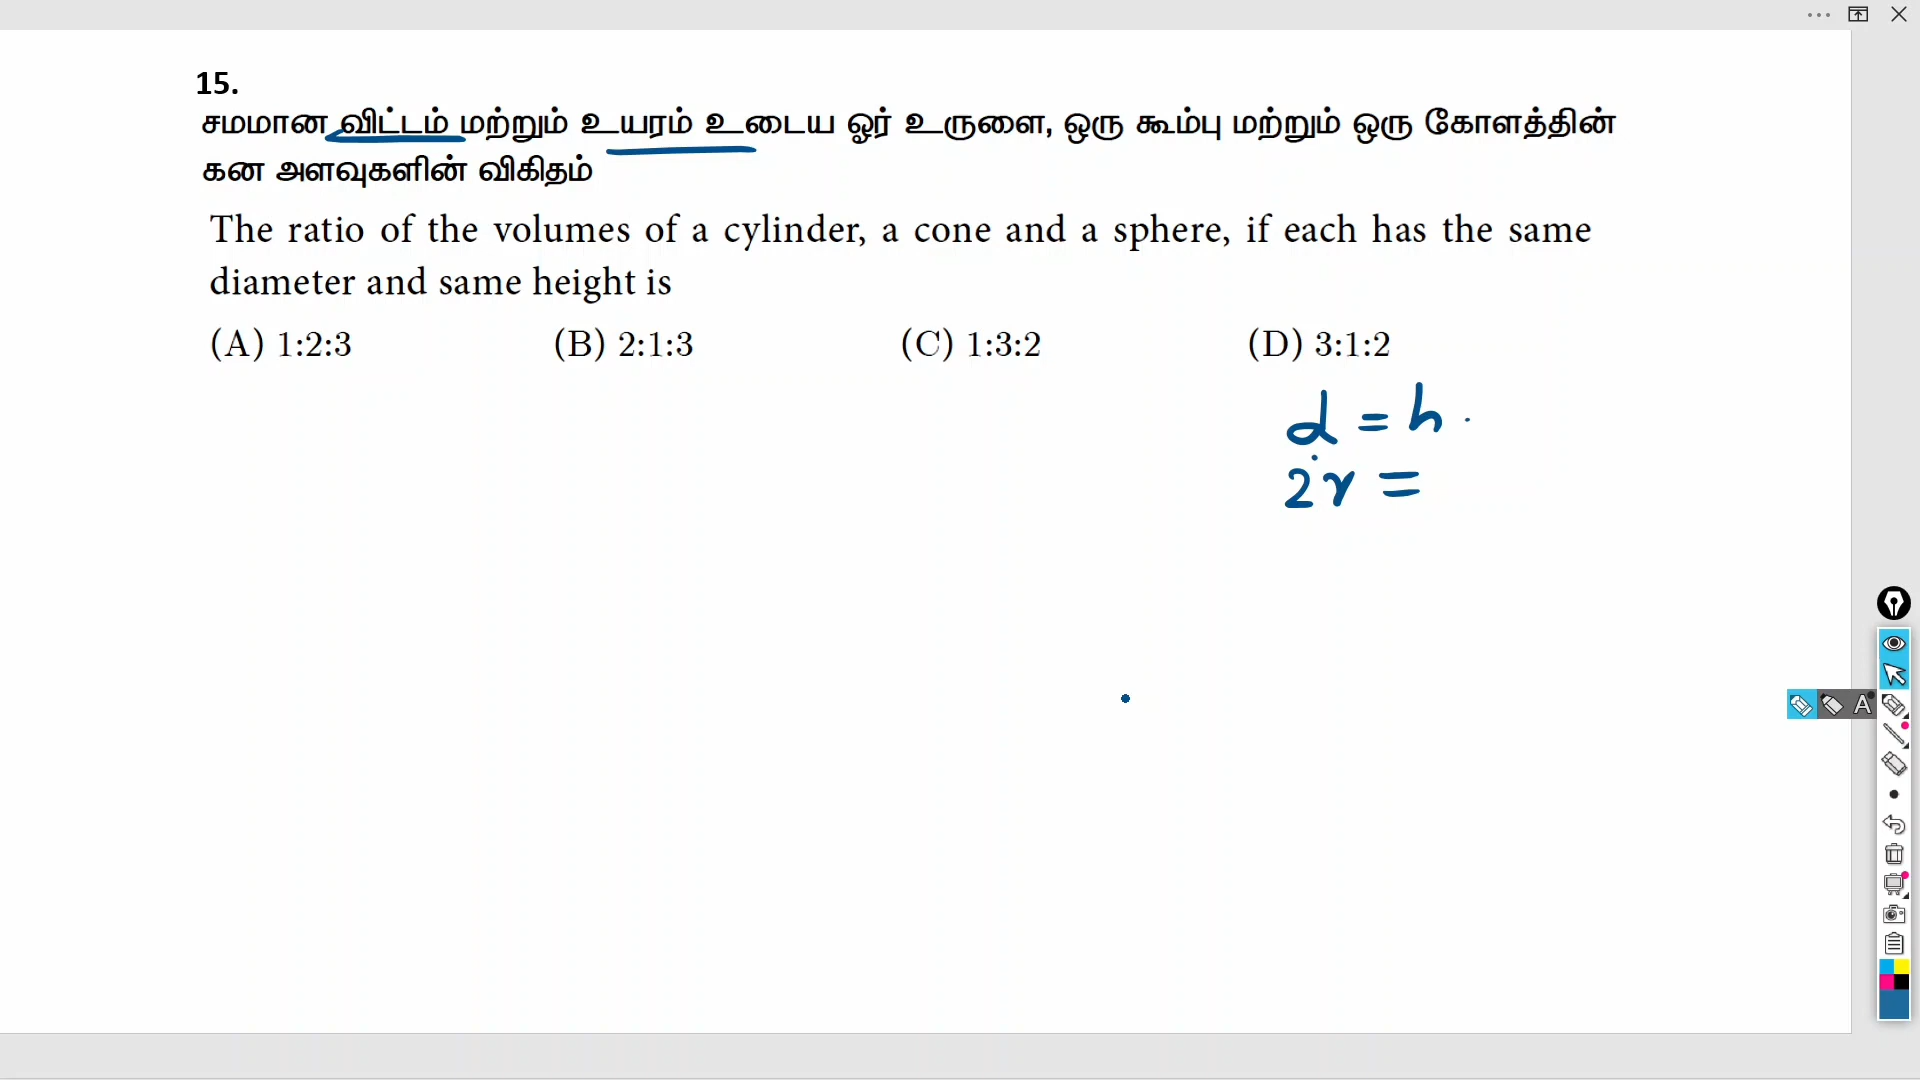 15.
சமமான விட்டம் மற்றும் உயரம் உடைய ஓர் உருளை, ஒரு கூம்பு மற்றும் ஒரு கோளத்தின்
கன அளவுகளின் விகிதம்
The ratio of the volumes of a cylinder, a cone and a sphere, if each has the same
diameter and same height is
(A) 1:2:3 (B) 2:1:3 (C) 1:3:2 (D) 3:1:2
d = h
2r =
A